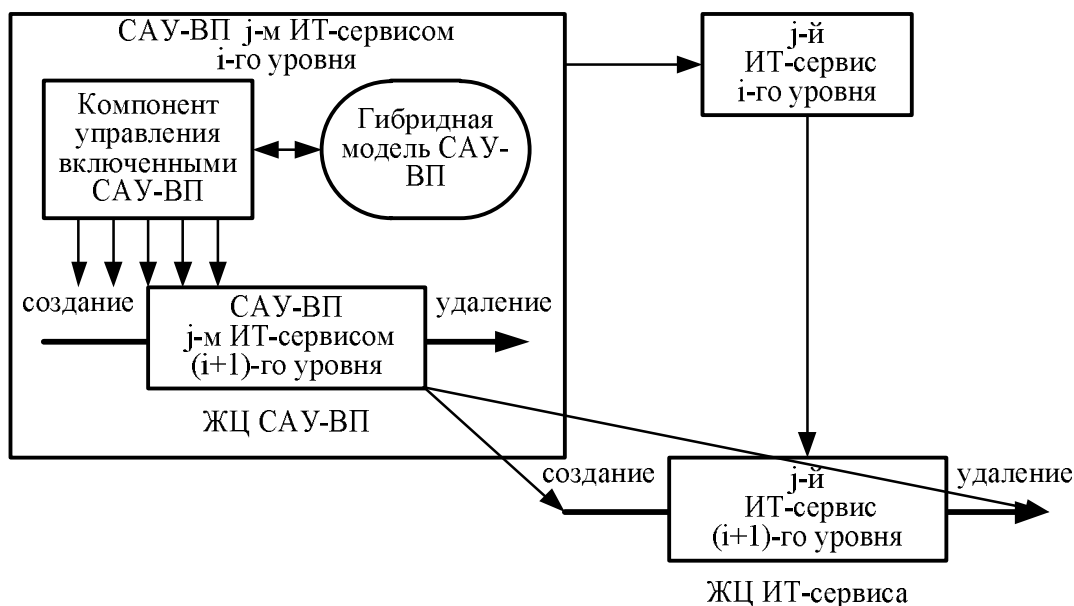 САУ-ВП j-м ИТ-сервисом
i-го уровня
j-й
ИТ-сервис
i-го уровня
Компонент
управления
включенными
САУ-ВП
Гибридная
модель САУ-
ВП
создание
САУ-ВП
j-м ИТ-сервисом
(i+1)-го уровня
удаление
ЖЦ САУ-ВП
создание
j-й
ИТ-сервис
(i+1)-го уровня
удаление
ЖЦ ИТ-сервиса